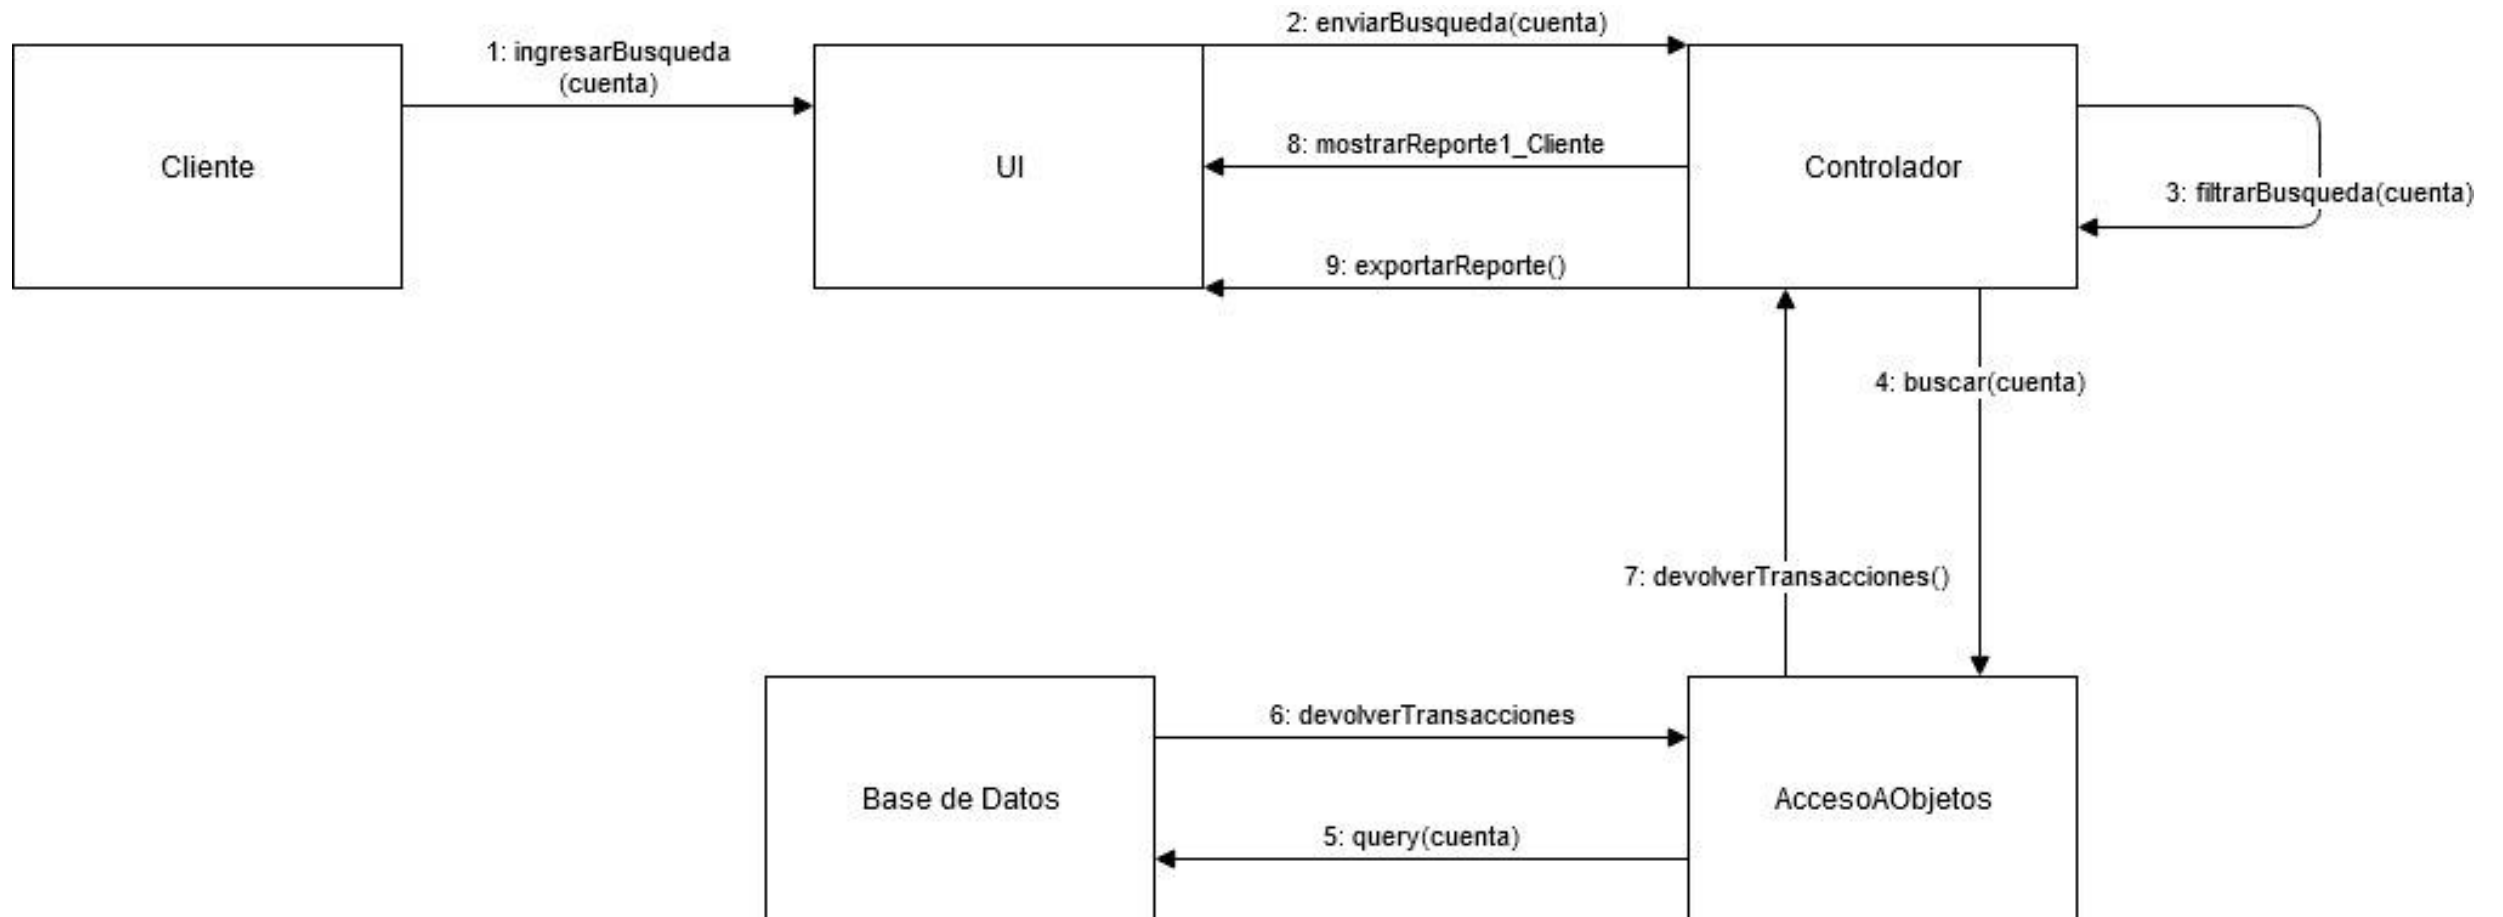 2: enviarBusqueda(cuenta)
1: ingresarBusqueda
(cuenta)
8: mostrarReporte1_Cliente
Cliente
UI
Controlador
3: filtrarBusqueda(cuenta)
9: exportarReporte()
4: buscar(cuenta)
7: devolverTransacciones()
6: devolverTransacciones
Base de Datos
AccesoAObjetos
5: query(cuenta)